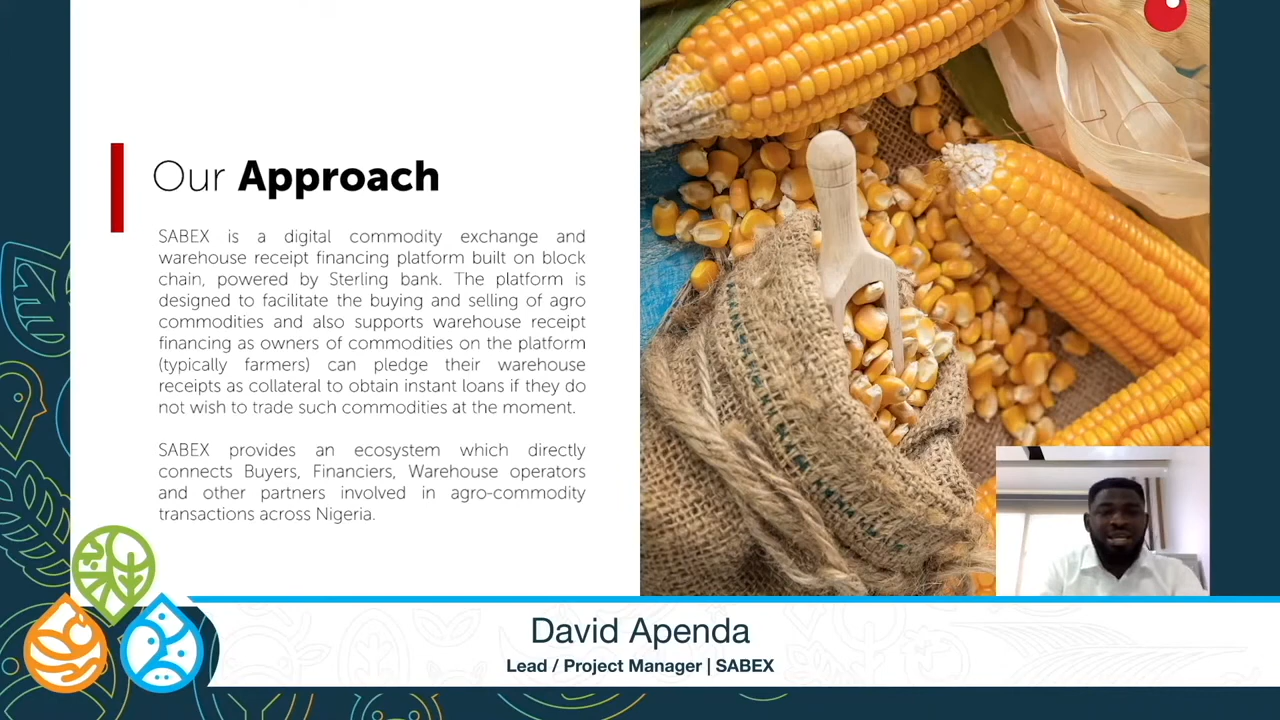 Our Approach
SABEX is a digital commodity exchange and
warehouse receipt financing platform built on block
chain, powered by Sterling bank. The platform is
designed to facilitate the buying and selling of agro
commodities and also supports warehouse receipt
financing as owners of commodities on the platform
(typically farmers) can pledge their warehouse
receipts as collateral to obtain instant loans if they do
not wish to trade such commodities at the moment.
SABEX provides an ecosystem which directly
connects Buyers, Financiers, Warehouse operators
and other partners involved in agro-commodity
transactions across Nigeria.
David Apenda
Lead / Project Manager | SABEX